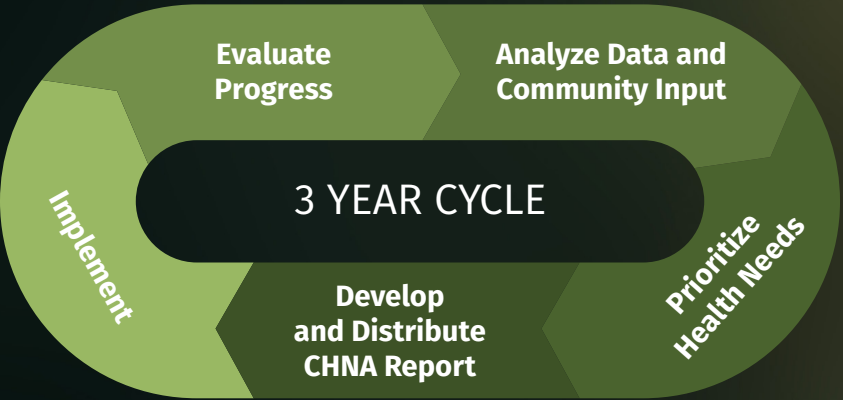 Evaluate
Progress
Analyze Data and
Community Input
3 YEAR CYCLE
Implement
Prioritize
Health Needs
Develop
and Distribute
CHNA Report